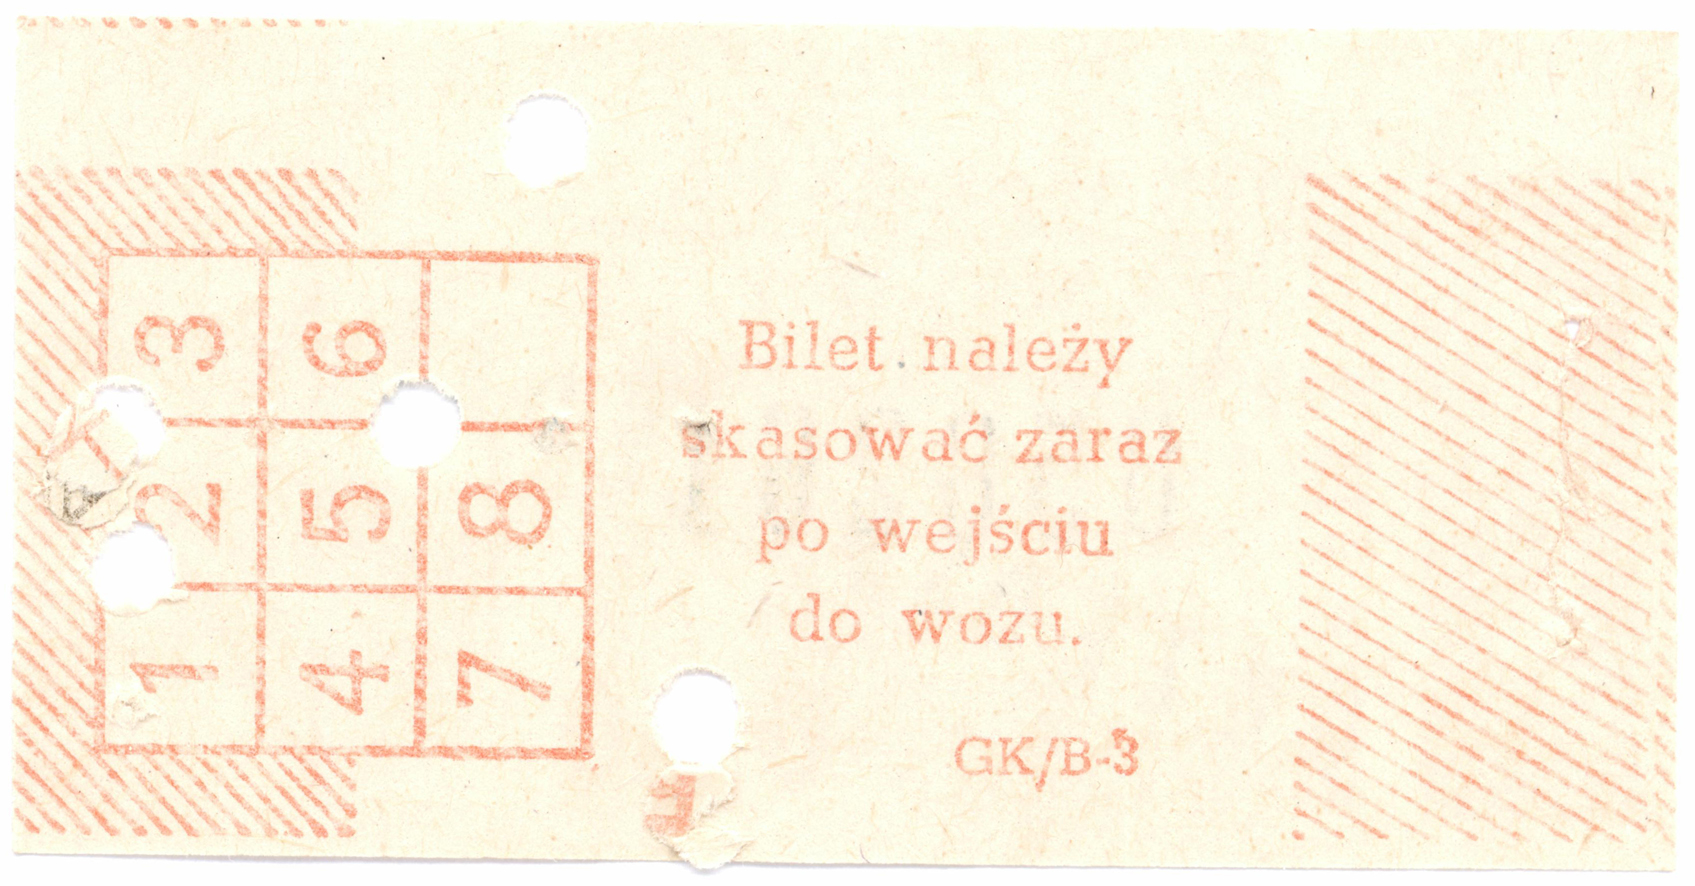 3 6
2 5 8
1 4 7
Bilet należy
skasować zaraz
po wejściu
do wozu.
GK/B-3